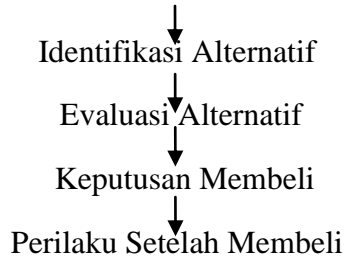 Identifikasi Alternatif
Evaluasi Alternatif
Keputusan Membeli
Perilaku Setelah Membeli